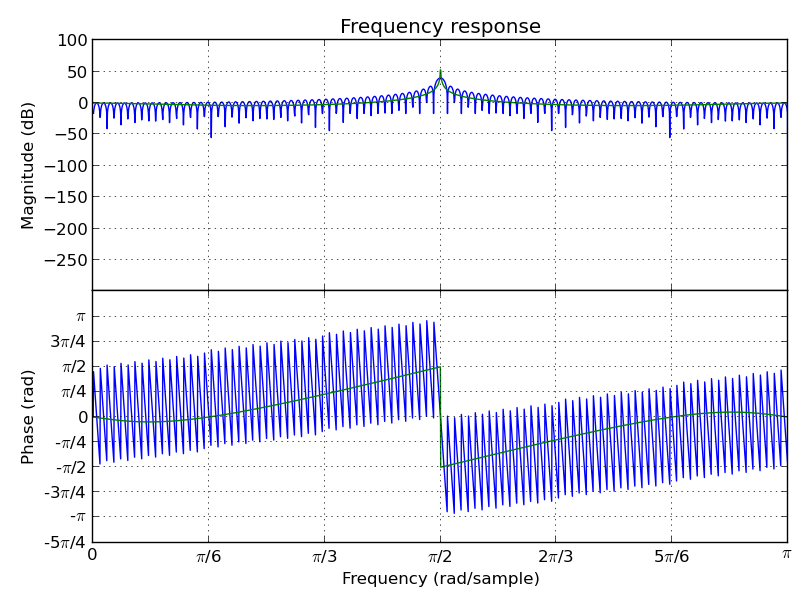 Frequency response
100
50
0
−50
−100
−150
−200
−250
Magnitude (dB)
π
3π/4
π/2
π/4
0
-π/4
-π/2
-3π/4
-π
-5π/4
Phase (rad)
0 π/6 π/3 π/2 2π/3 5π/6 π
Frequency (rad/sample)